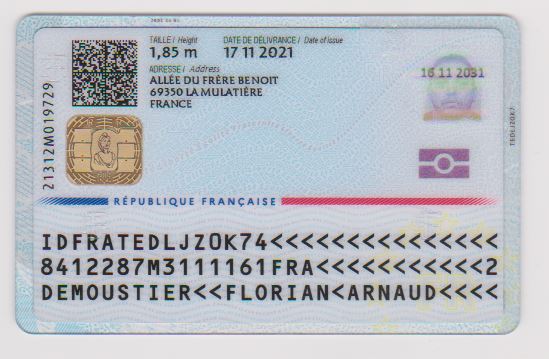 TAILLE / Height
1,85 m
DATE DE DÉLIVRANCE / Date of issue
17 11 2021
ADRESSE / Address
ALLÉE DU FRÈRE BENOIT
69350 LA MULATIÈRE
FRANCE
16 11 2031
21312M019729
RÉPUBLIQUE FRANÇAISE
IDFRATEDLJZOK74<<<<<<<<<<<<<<<
8412287M3111161FRA<<<<<<<<<<<2
DEMOUSTIER<<FLORIAN<ARNAUD<<<<